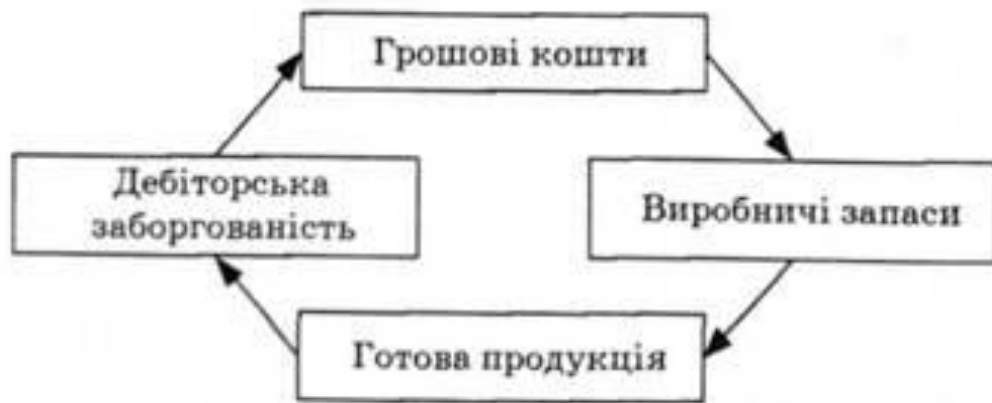 Грошові кошти
Дебіторська
заборгованість
Виробничі запаси
Готова продукція